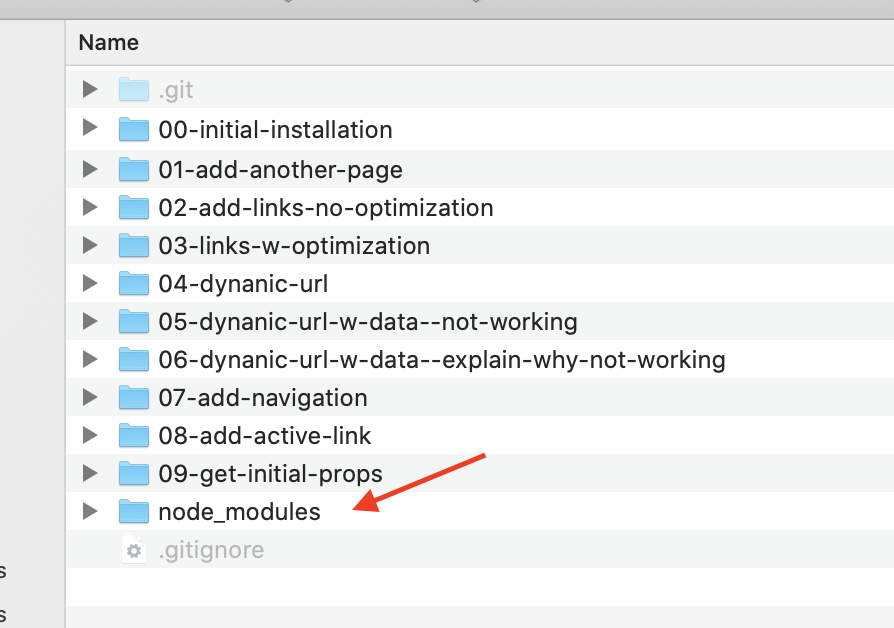 Name
.git
00-initial-installation
01-add-another-page
02-add-links-no-optimization
03-links-w-optimization
04-dynanic-url
05-dynanic-url-w-data--not-working
06-dynanic-url-w-data--explain-why-not-working
07-add-navigation
08-add-active-link
09-get-initial-props
node_modules
.gitignore
s
s